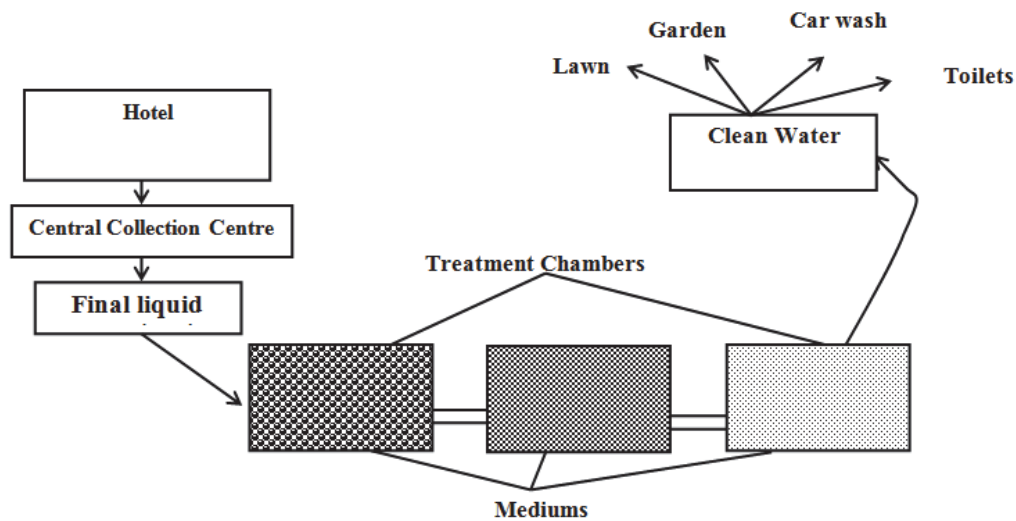 Hotel
Central Collection Centre
Final liquid
Treatment Chambers
Mediums
Clean Water
Lawn
Garden
Car wash
Toilets